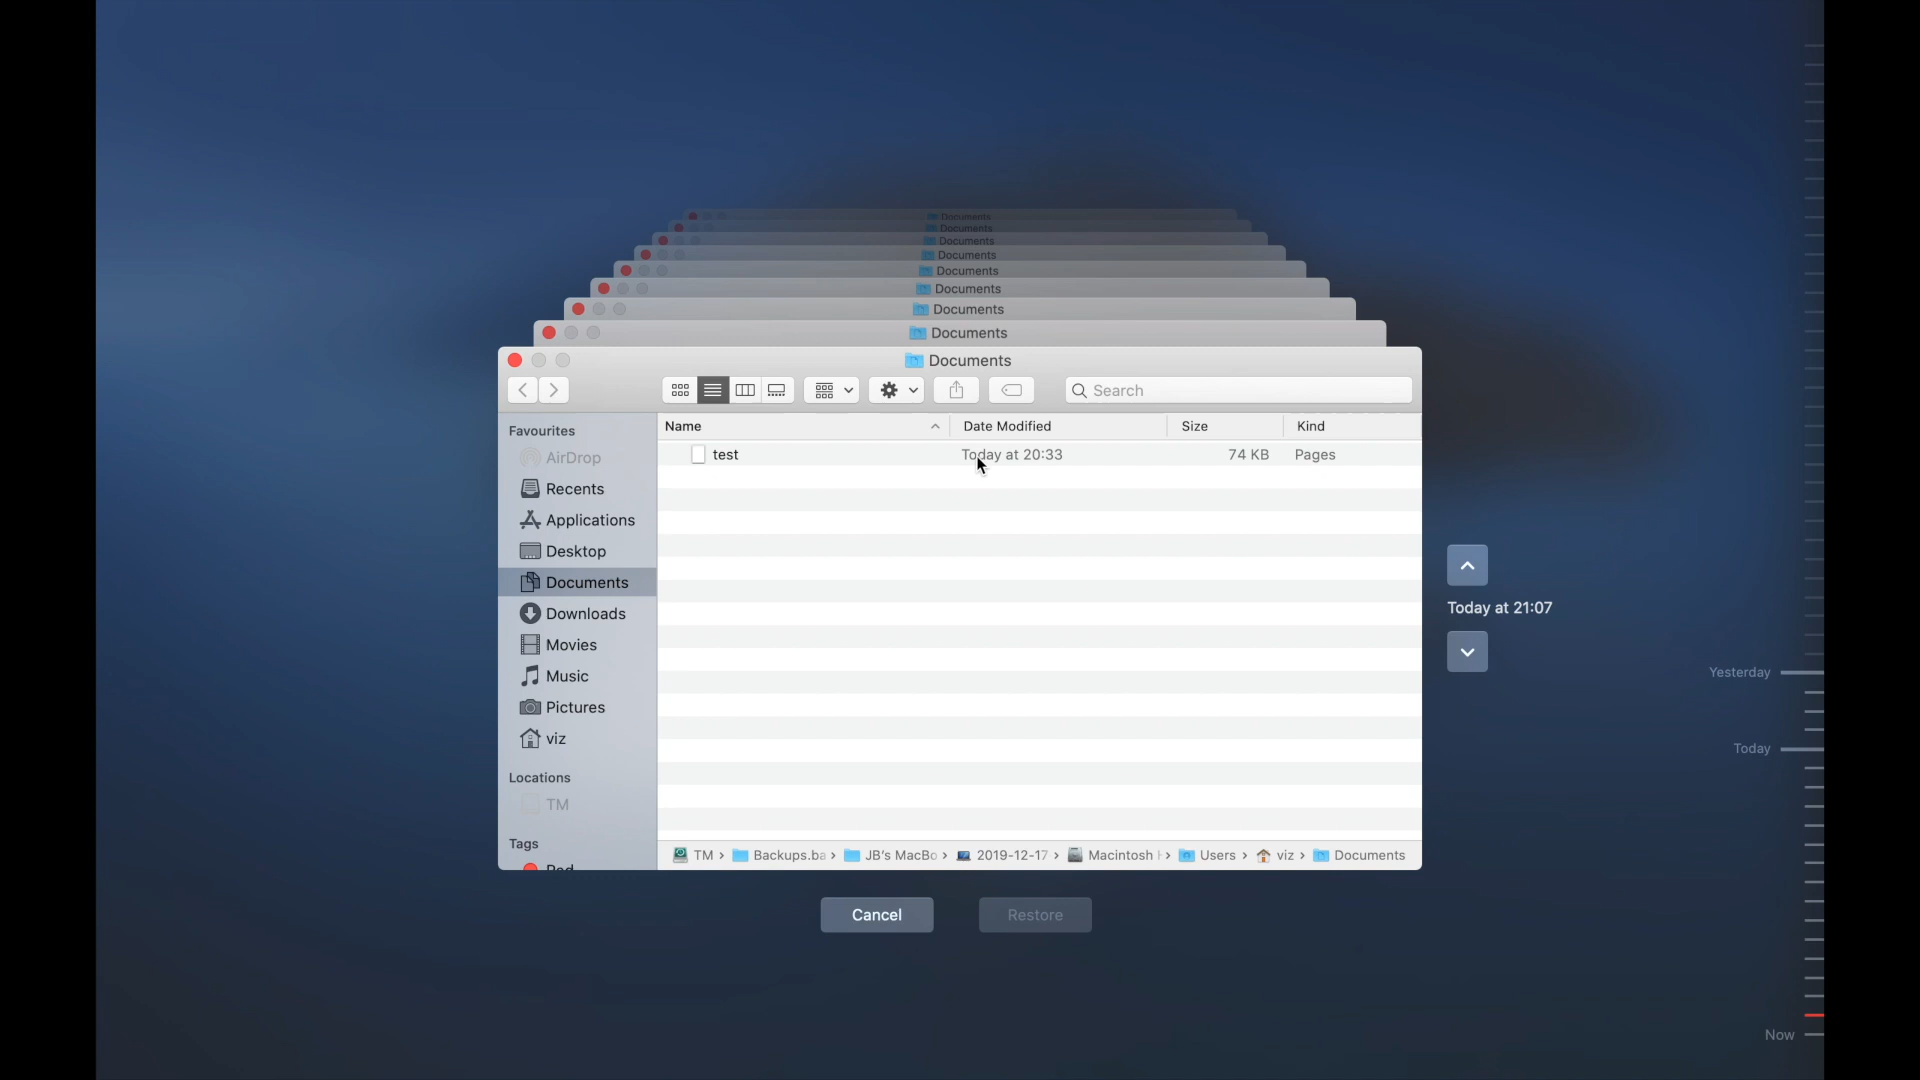 Documents
Documents
Documents
Documents
Documents
Documents
Documents
Documents
Documents
Search
Favourites
AirDrop
Recents
Applications
Desktop
Documents
Downloads
Movies
Music
Pictures
viz
Locations
TM
Tags
Name
Date Modified
Size
Kind
test
Today at 20:33
74 KB
Pages
TM › Backups.ba › JB's MacBo › 2019-12-17 › Macintosh › Users › viz › Documents
Cancel
Restore
Today at 21:07
Yesterday
Today
Now